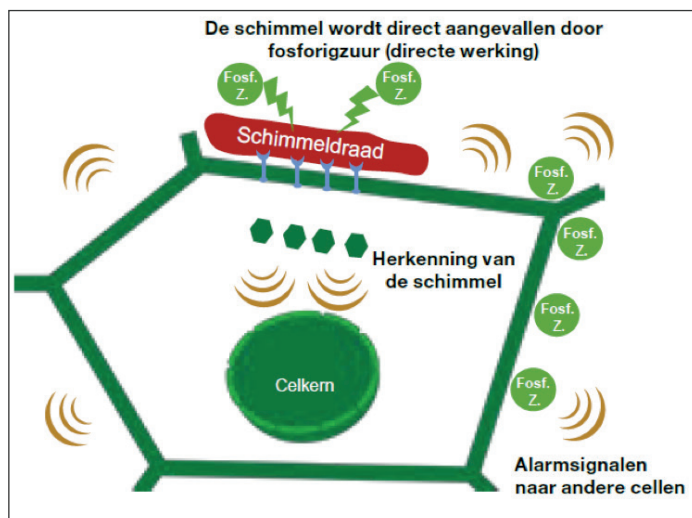 De schimmel wordt direct aangevallen door
fosforigzuur (directe werking)
Fosf.
Z.
Fosf.
Z.
Schimmeldraad
Fosf.
Z.
Fosf.
Z.
Herkenning van
de schimmel
Fosf.
Z.
Celkern
Fosf.
Z.
Alarmsignalen
naar andere cellen